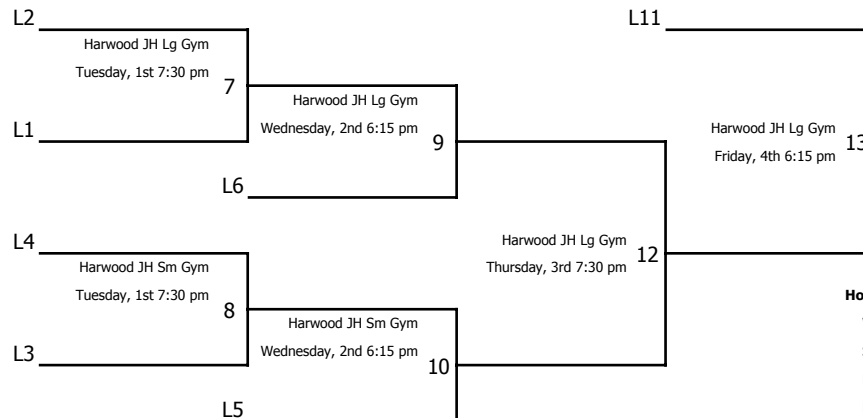 L2
L11
Harwood JH Lg Gym
Tuesday, 1st 7:30 pm
7
Harwood JH Lg Gym
Wednesday, 2nd 6:15 pm
9
L1
Harwood JH Lg Gym
Friday, 4th 6:15 pm
13
L6
L4
Harwood JH Lg Gym
Thursday, 3rd 7:30 pm
12
Harwood JH Sm Gym
Tuesday, 1st 7:30 pm
8
Harwood JH Sm Gym
Wednesday, 2nd 6:15 pm
10
L3
L5